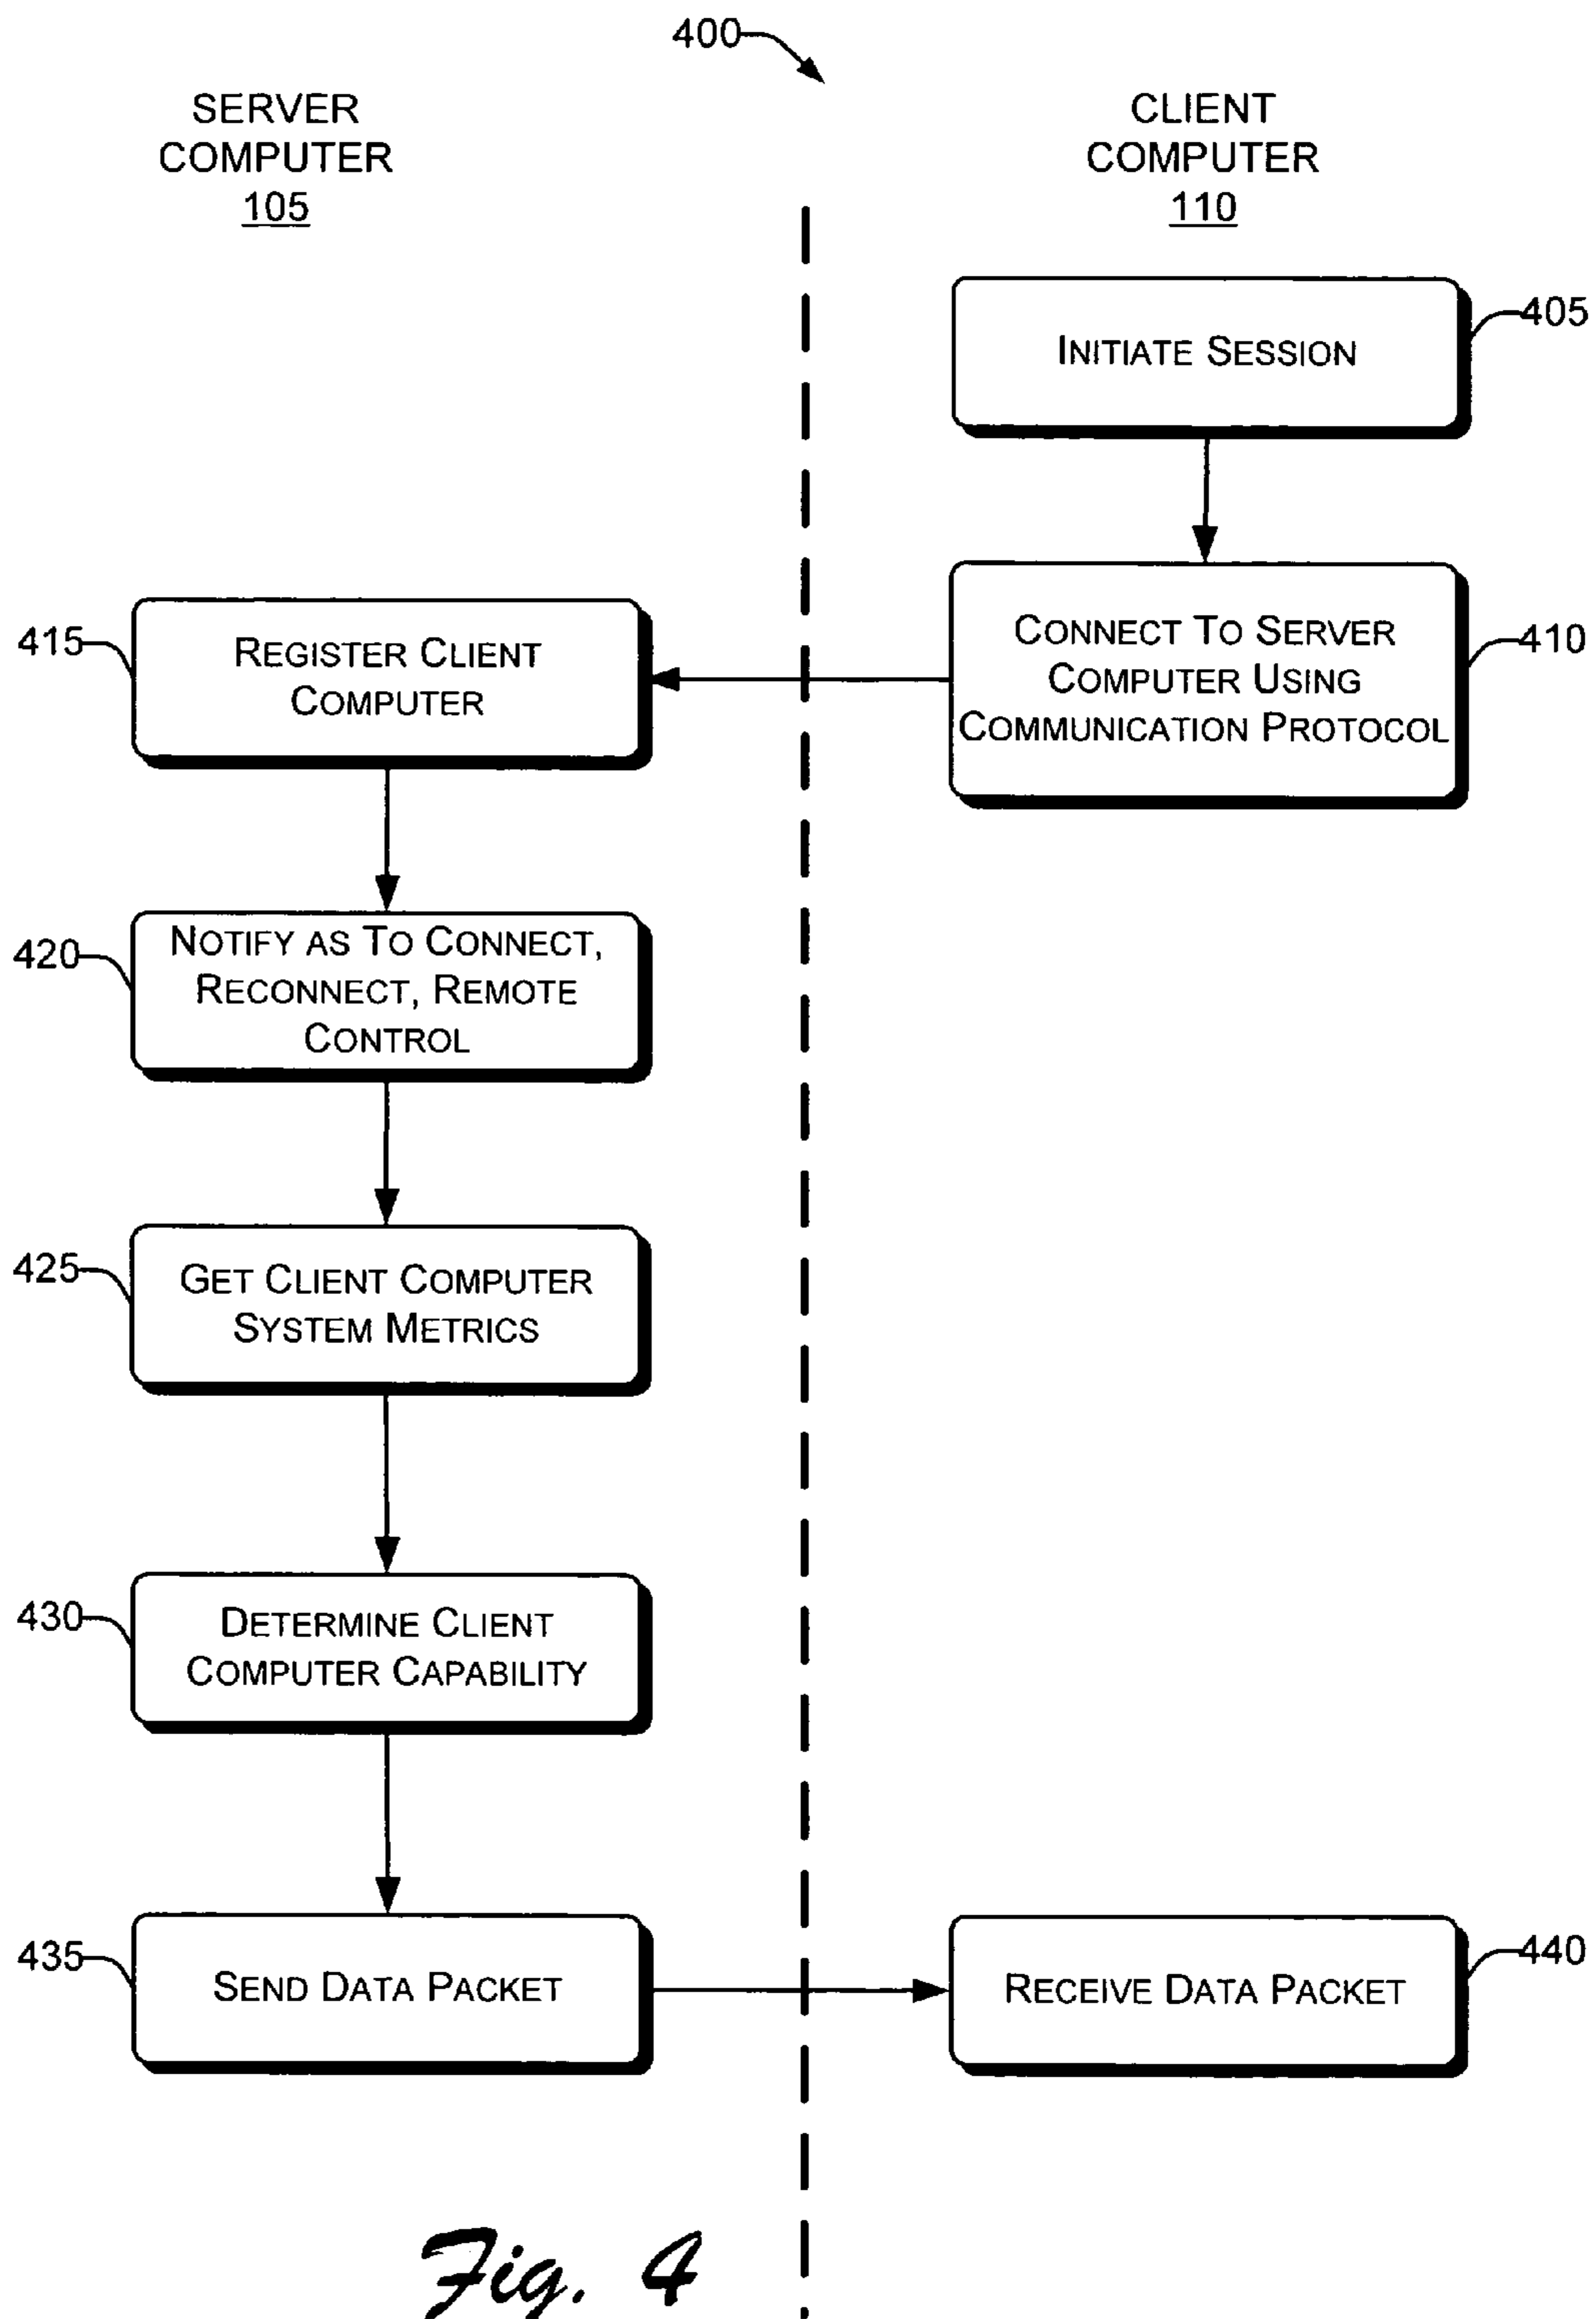 400
SERVER
COMPUTER
105
CLIENT
COMPUTER
110
405
INITIATE SESSION
410
CONNECT TO SERVER
COMPUTER USING
COMMUNICATION PROTOCOL
415
REGISTER CLIENT
COMPUTER
420
NOTIFY AS TO CONNECT,
RECONNECT, REMOTE
CONTROL
425
GET CLIENT COMPUTER
SYSTEM METRICS
430
DETERMINE CLIENT
COMPUTER CAPABILITY
435
SEND DATA PACKET
440
RECEIVE DATA PACKET
Fig. 4